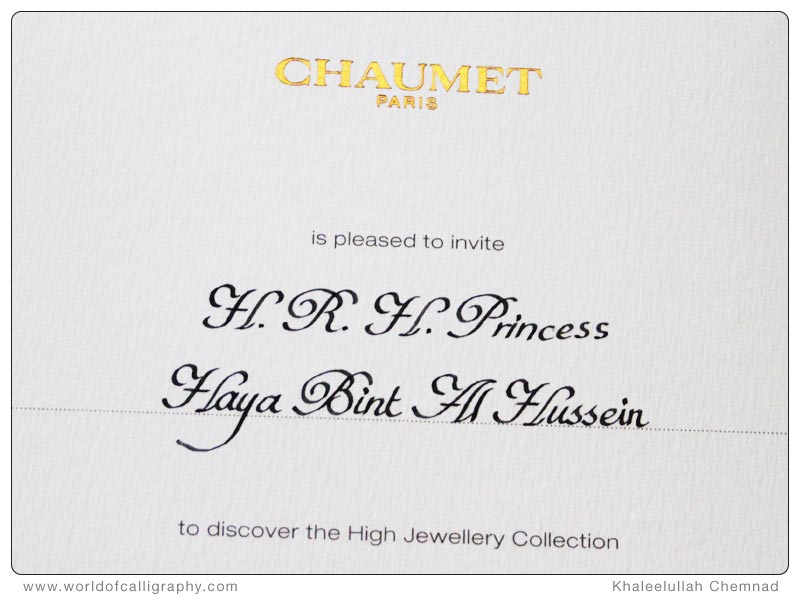 CHAUMET
PARIS
is pleased to invite
H. R. H. Princess
Haya Bint Al Hussein
to discover the High Jewellery Collection
www.worldofcalligraphy.com
Khaleelullah Chemnad